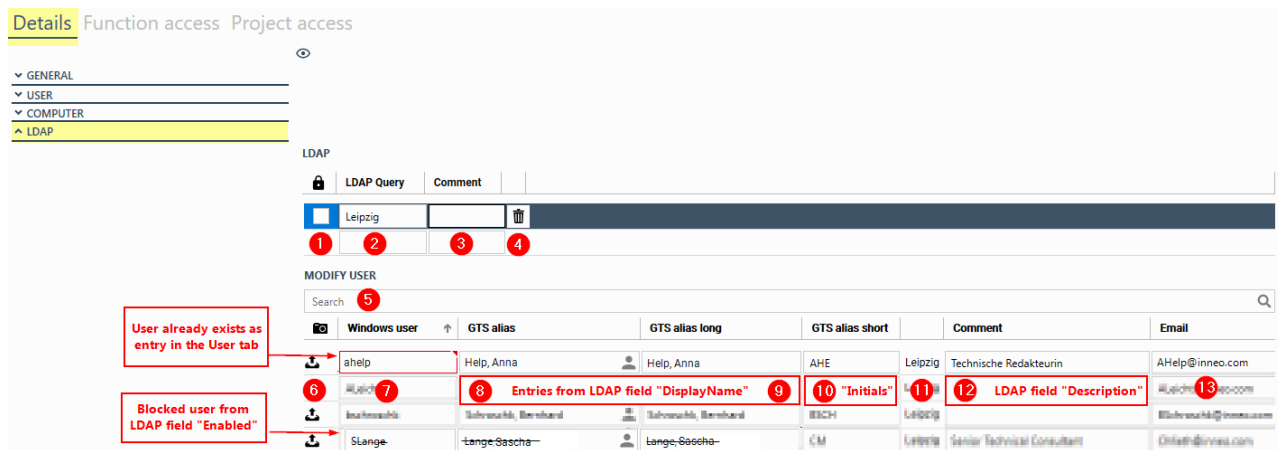 Details Function access Project access
GENERAL
USER
COMPUTER
LDAP
LDAP
LDAP Query Comment
Leipzig
1 2 3 4
MODIFY USER
Search 5
Windows user GTS alias GTS alias long GTS alias short Comment Email
User already exists as
entry in the User tab
ahelp Help, Anna Help, Anna AHE Leipzig Technische Redakteurin AHelp@inneo.com
6 7 8 Entries from LDAP field "DisplayName" 9 10 "Initials" 11 12 LDAP field "Description" 13
Blocked user from
LDAP field "Enabled"
SLange Lange Sascha Lange, Sascha CM Senior Technical Consultant